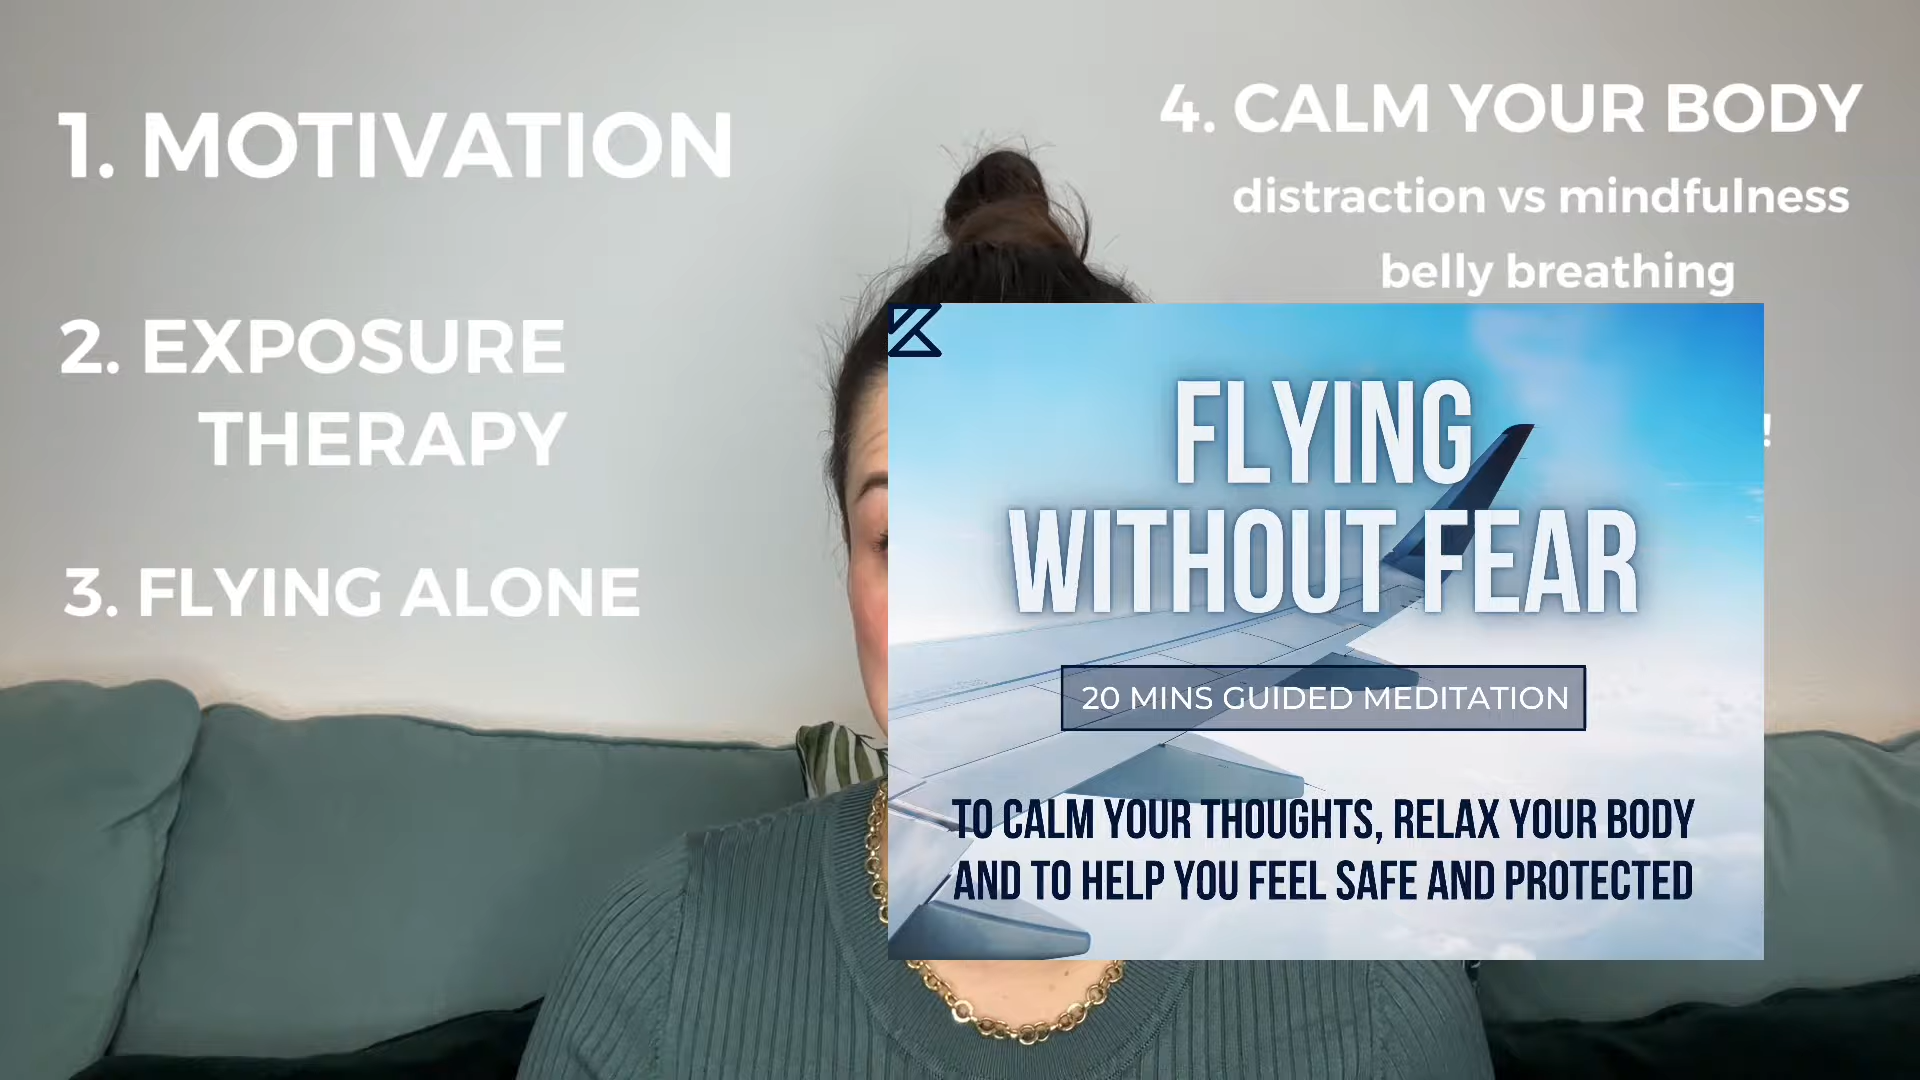 1. MOTIVATION
2. EXPOSURE
THERAPY
3. FLYING ALONE
4. CALM YOUR BODY
distraction vs mindfulness
belly breathing
!
FLYING
WITHOUT FEAR
20 MINS GUIDED MEDITATION
TO CALM YOUR THOUGHTS, RELAX YOUR BODY
AND TO HELP YOU FEEL SAFE AND PROTECTED